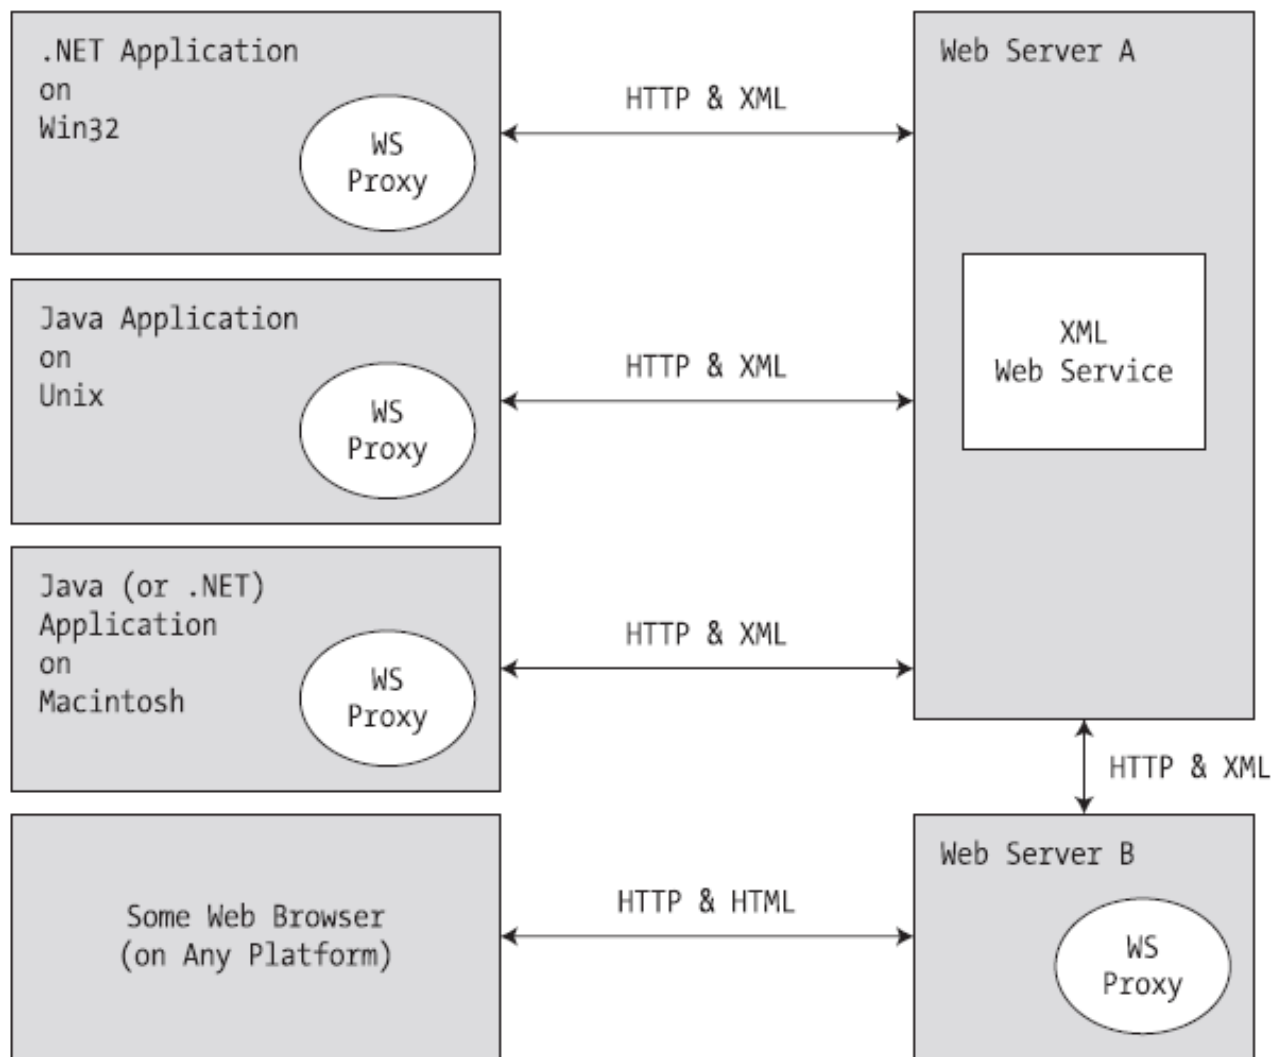 .NET Application
on
Win32
WS
Proxy
HTTP & XML
Web Server A
XML
Web Service
Java Application
on
Unix
WS
Proxy
HTTP & XML
Java (or .NET)
Application
on
Macintosh
WS
Proxy
HTTP & XML
HTTP & XML
Some Web Browser
(on Any Platform)
HTTP & HTML
Web Server B
WS
Proxy